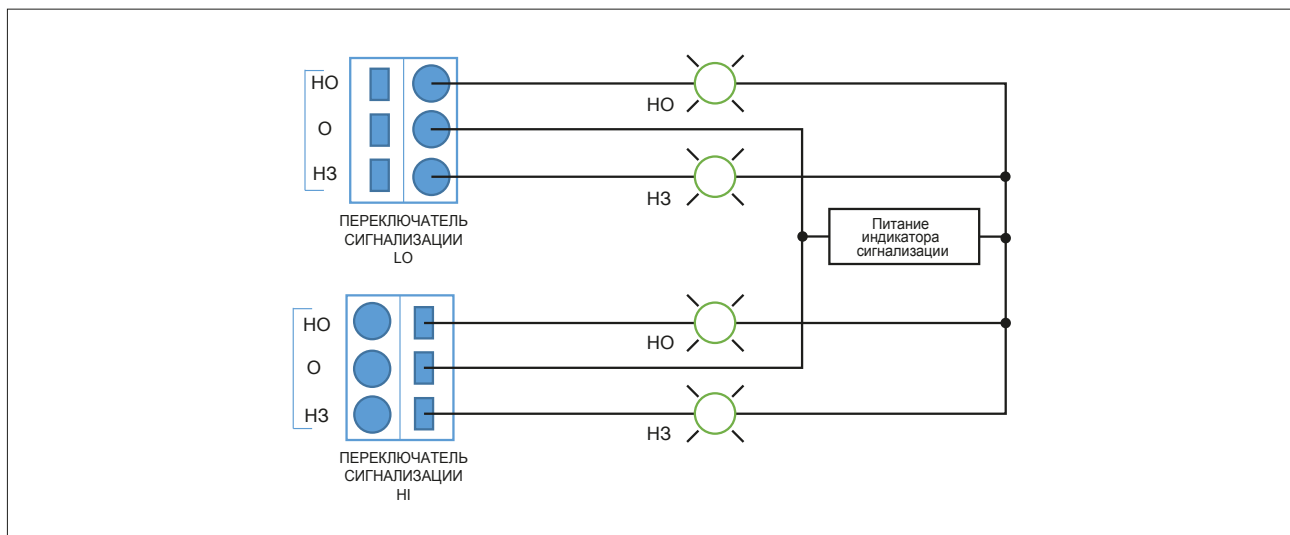 НО
О
НЗ
НО
НЗ
ПЕРЕКЛЮЧАТЕЛЬ
СИГНАЛИЗАЦИИ
LO
Питание
индикатора
сигнализации
НО
О
НЗ
НО
НЗ
ПЕРЕКЛЮЧАТЕЛЬ
СИГНАЛИЗАЦИИ
HI